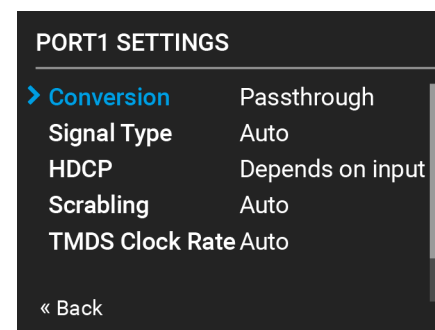 PORT1 SETTINGS
Conversion Passthrough
Signal Type Auto
HDCP Depends on input
Scrabling Auto
TMDS Clock Rate Auto
« Back